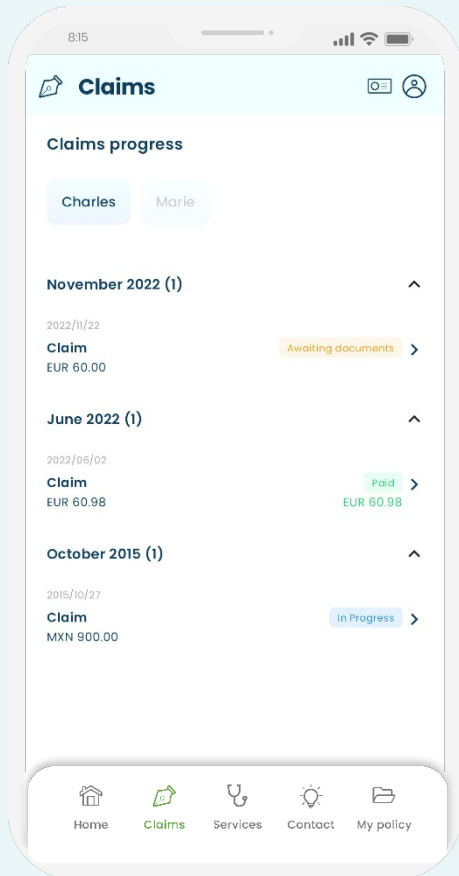 8:15
Claims
Claims progress
Charles Marie
November 2022 (1)
2022/11/22
Claim Awaiting documents
EUR 60.00
June 2022 (1)
2022/06/02
Claim Paid
EUR 60.98 EUR 60.98
October 2015 (1)
2015/10/27
Claim In Progress
MXN 900.00
Home Claims Services Contact My policy